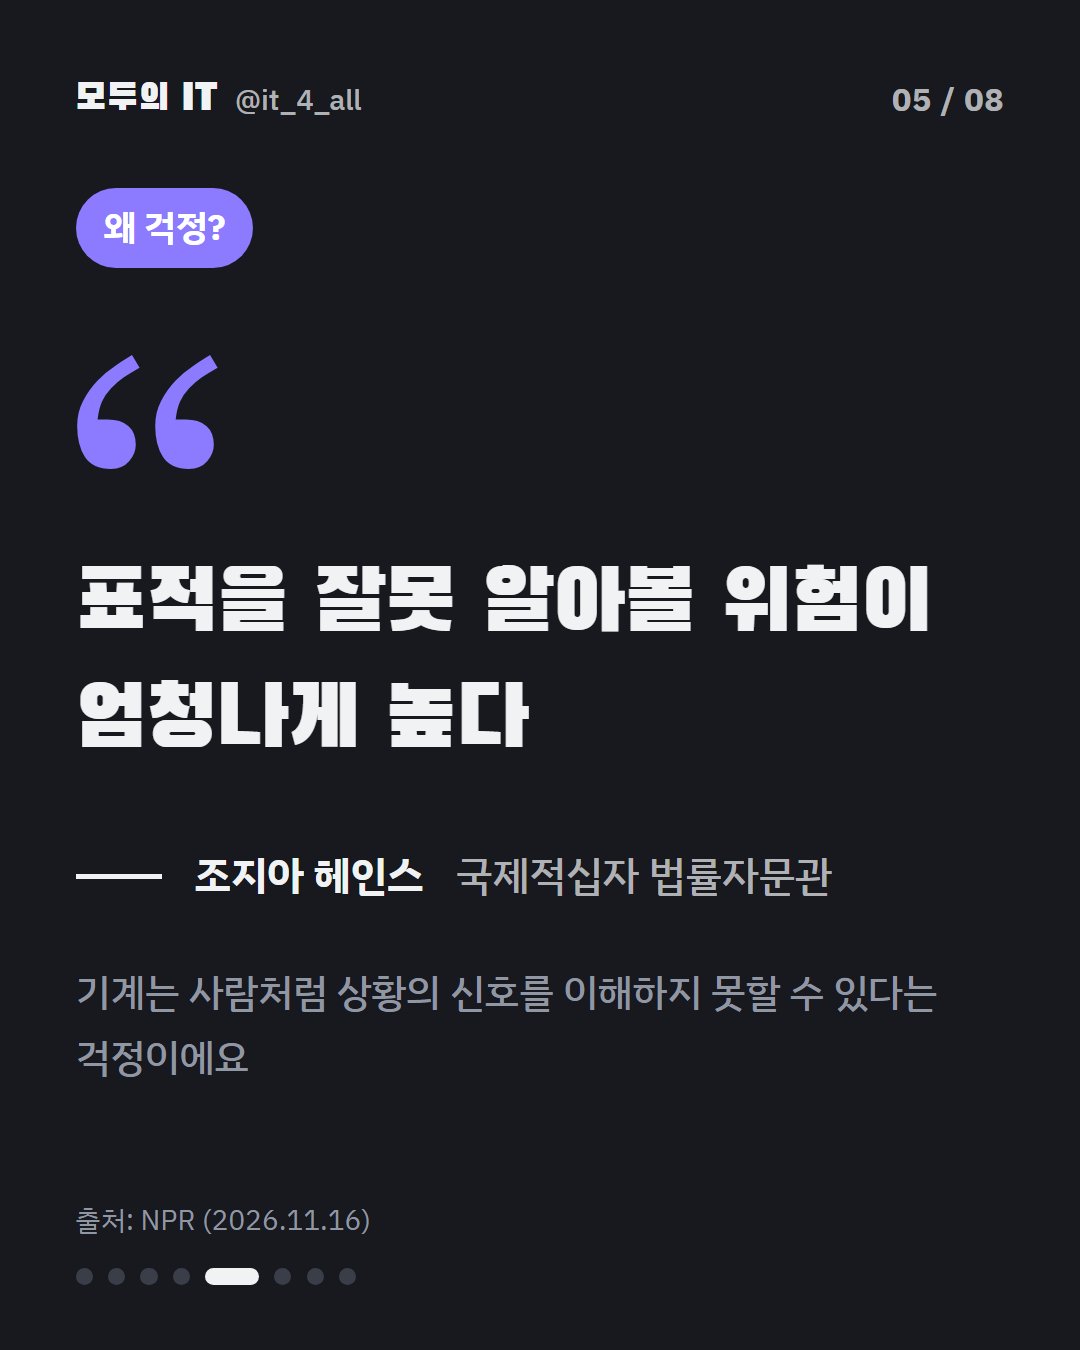 모두의 IT @it_4_all 05 / 08
왜 걱정?
“
표적을 잘못 알아볼 위험이
엄청나게 높다
조지아 헤인스 국제적십자 법률자문관
기계는 사람처럼 상황의 신호를 이해하지 못할 수 있다는
걱정이에요
출처: NPR (2026.11.16)